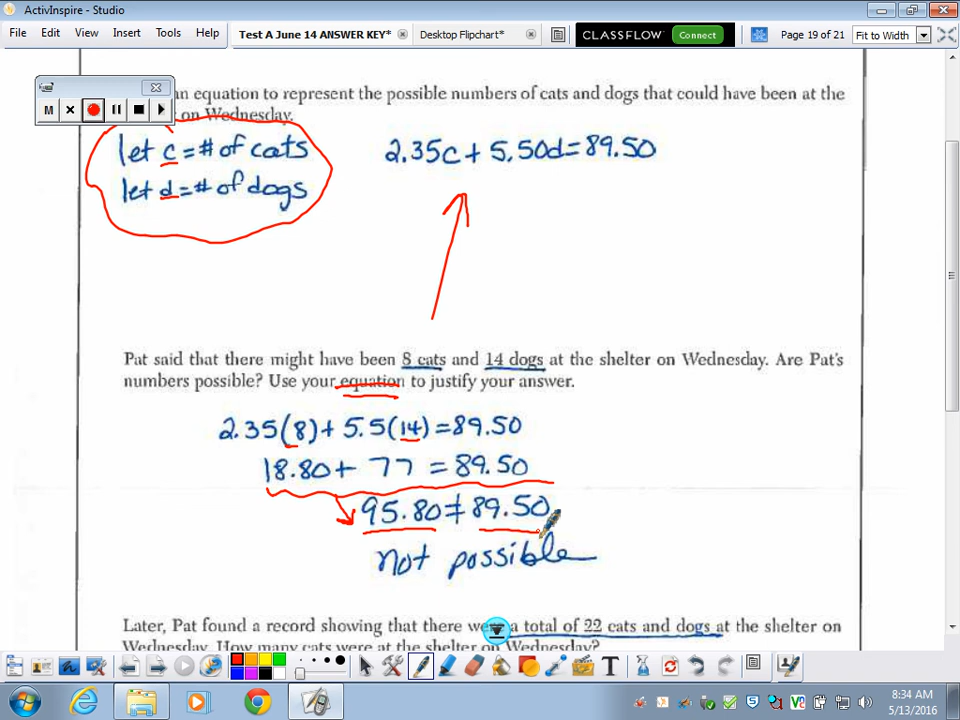 ActivInspire - Studio
File Edit View Insert Tools Help Test A June 14 ANSWER KEY* Desktop Flipchart* CLASSFLOW Connect Page 19 of 21 Fit to Width
an equation to represent the possible numbers of cats and dogs that could have been at the
on Wednesday.
M
let c = # of cats
2.35c + 5.50d = 89.50
let d = # of dogs
Pat said that there might have been 8 cats and 14 dogs at the shelter on Wednesday. Are Pat's
numbers possible? Use your equation to justify your answer.
2.35(8) + 5.5(14) = 89.50
18.80 + 77 = 89.50
95.80 ≠ 89.50
not possible
Later, Pat found a record showing that there were a total of 22 cats and dogs at the shelter on
Wednesday. How many cats were at the shelter on Wednesday?
T
8:34 AM
5/13/2016